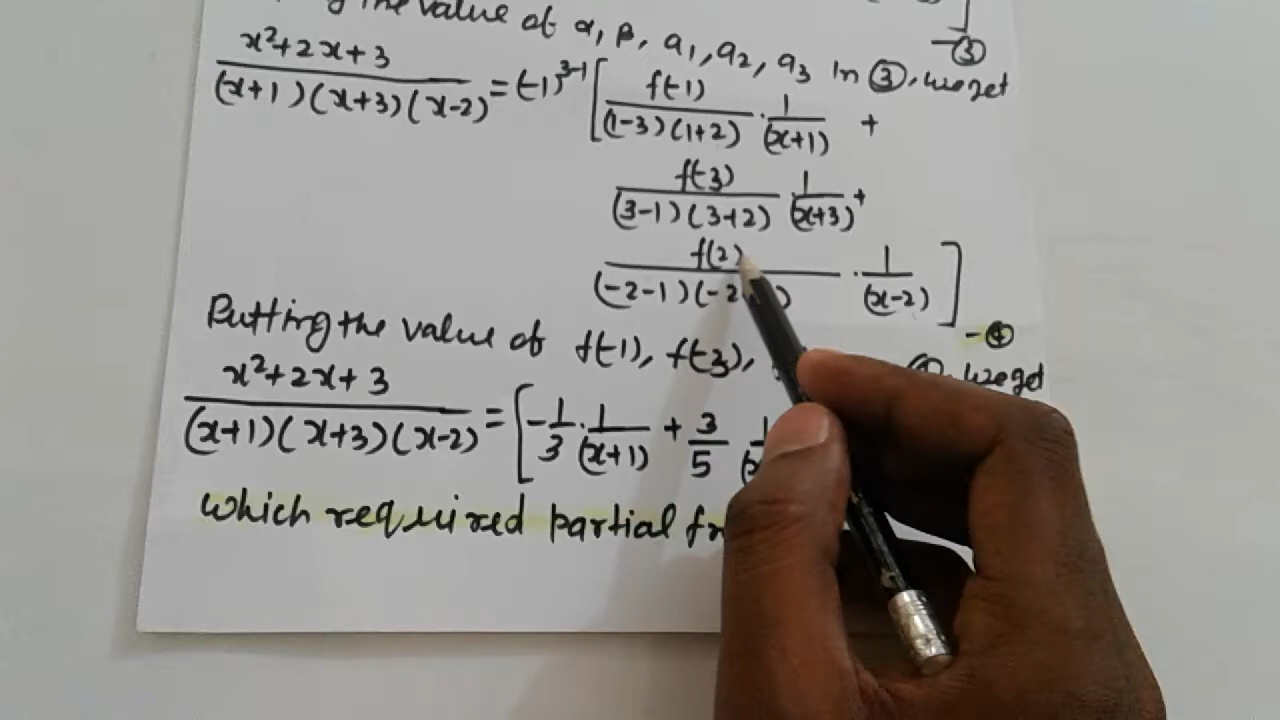 the value of α, β, a₁, a₂, a₃ in ③, we get
-③
x²+2x+3 / (x+1)(x+3)(x-2) = (-1)³⁻¹ [ f(-1) / (1-3)(1+2) · 1/(x+1) +
f(-3) / (3-1)(3+2) · 1/(x+3) +
f(2) / (-2-1)(-2 ) · 1/(x-2) ] -④
Putting the value of f(-1), f(-3), we get
x²+2x+3 / (x+1)(x+3)(x-2) = [ -1/3 · 1/(x+1) + 3/5
which required partial